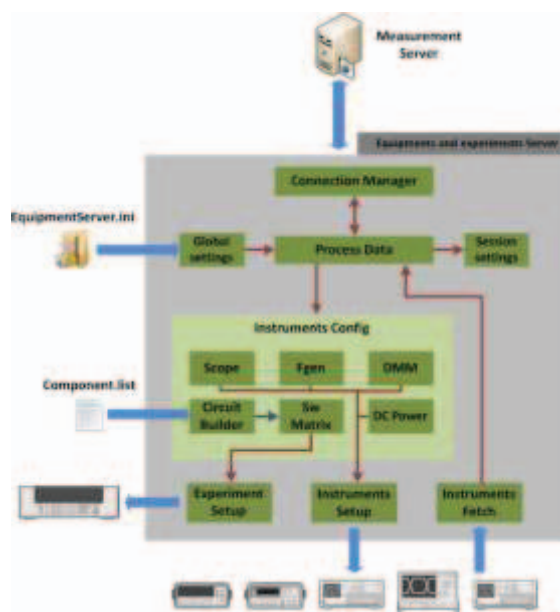 Measurement
Server
Equipments and experiments Server
Connection Manager
EquipmentServer.ini
Global
settings
Process Data
Session
settings
Instruments Config
Scope
Fgen
DMM
Component.list
Circuit
Builder
Sw
Matrix
DC Power
Experiment
Setup
Instruments
Setup
Instruments
Fetch